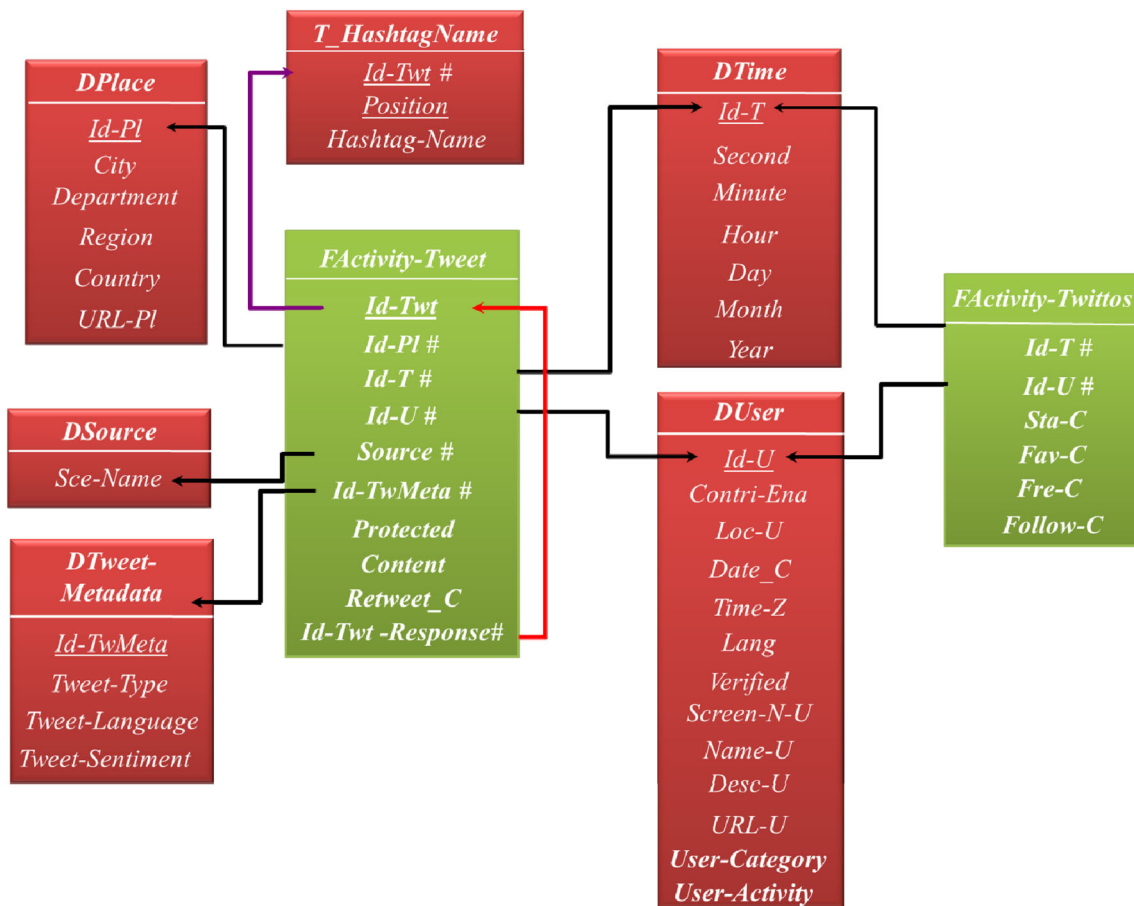 T_HashtagName
Id-Twt #
Position
Hashtag-Name
DPlace
Id-Pl
City
Department
Region
Country
URL-Pl
DTime
Id-T
Second
Minute
Hour
Day
Month
Year
FActivity-Tweet
Id-Twt
Id-Pl #
Id-T #
Id-U #
Source #
Id-TwMeta #
Protected
Content
Retweet_C
Id-Twt -Response#
FActivity-Twittos
Id-T #
Id-U #
Sta-C
Fav-C
Fre-C
Follow-C
DSource
Sce-Name
DTweet-
Metadata
Id-TwMeta
Tweet-Type
Tweet-Language
Tweet-Sentiment
DUser
Id-U
Contri-Ena
Loc-U
Date_C
Time-Z
Lang
Verified
Screen-N-U
Name-U
Desc-U
URL-U
User-Category
User-Activity